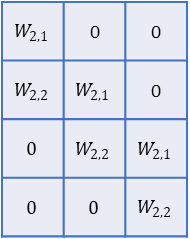 W₂,₁ 0 0
W₂,₂ W₂,₁ 0
0 W₂,₂ W₂,₁
0 0 W₂,₂